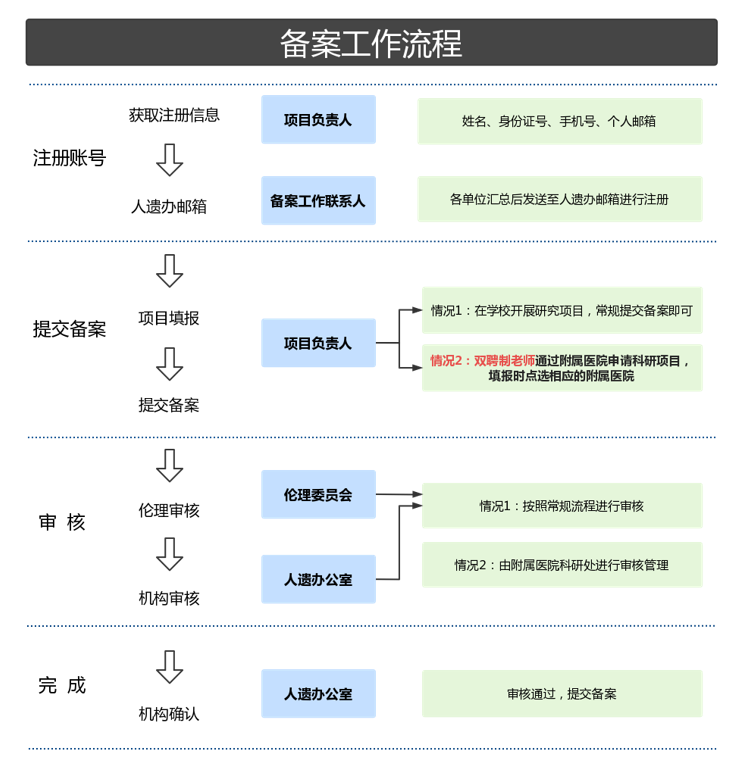 备案工作流程
获取注册信息
项目负责人
姓名、身份证号、手机号、个人邮箱
注册账号
人遗办邮箱
备案工作联系人
各单位汇总后发送至人遗办邮箱进行注册
项目填报
情况1：在学校开展研究项目，常规提交备案即可
提交备案
项目负责人
情况2：双聘制老师通过附属医院申请科研项目，
填报时点选相应的附属医院
提交备案
伦理委员会
伦理审核
情况1：按照常规流程进行审核
审 核
人遗办公室
情况2：由附属医院科研处进行审核管理
机构审核
完 成
人遗办公室
审核通过，提交备案
机构确认